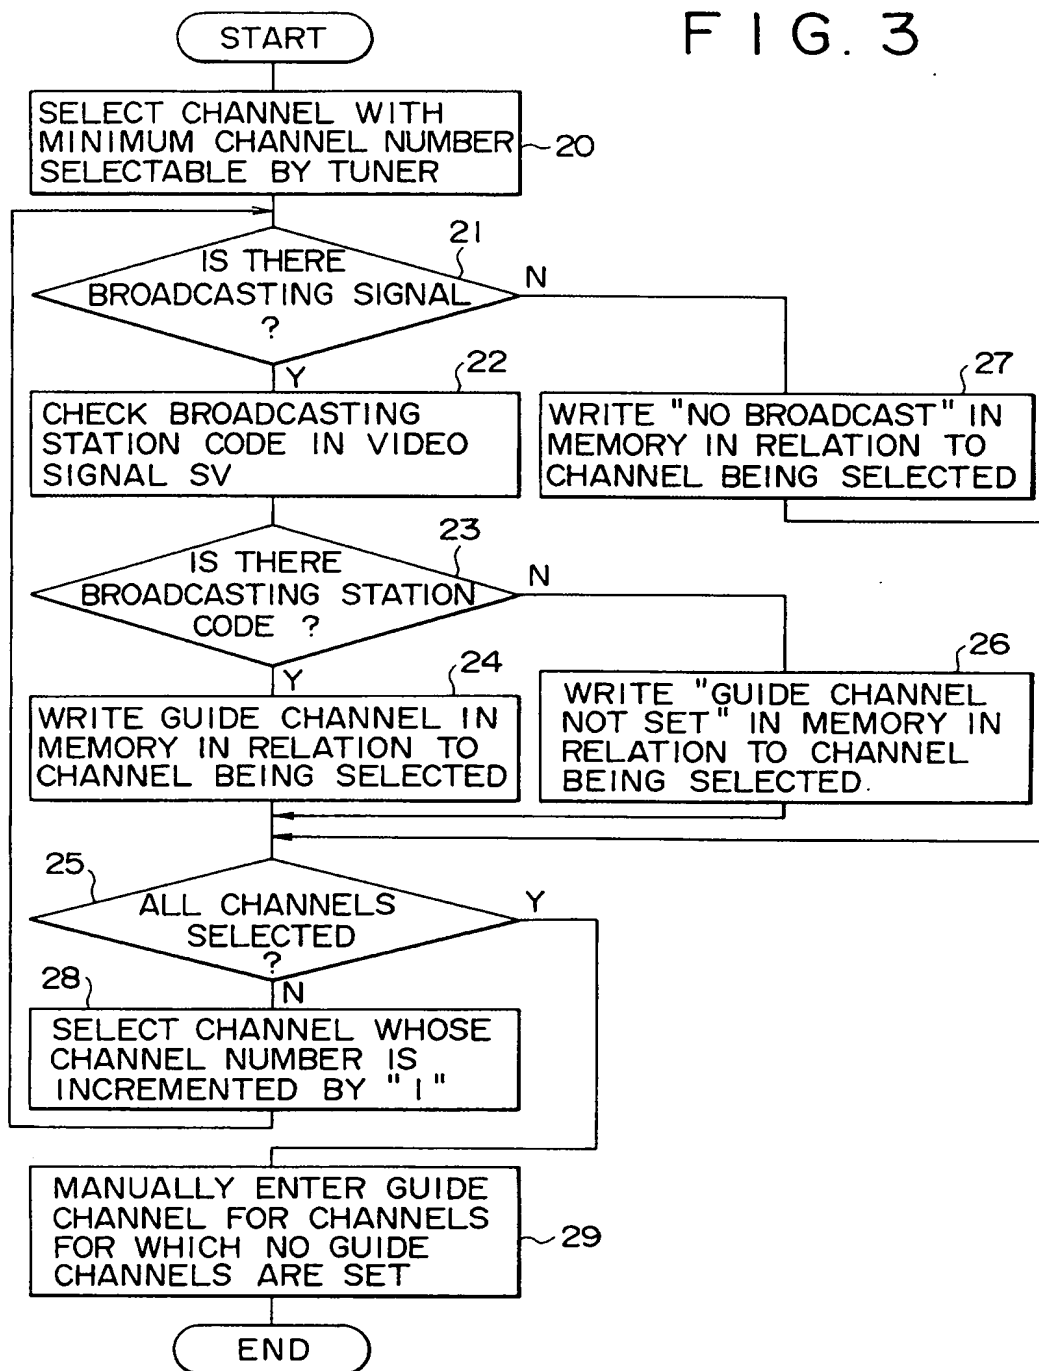 FIG. 3
START
SELECT CHANNEL WITH
MINIMUM CHANNEL NUMBER
SELECTABLE BY TUNER
20
21
IS THERE
BROADCASTING SIGNAL
?
N
Y
22
CHECK BROADCASTING
STATION CODE IN VIDEO
SIGNAL SV
27
WRITE "NO BROADCAST" IN
MEMORY IN RELATION TO
CHANNEL BEING SELECTED
23
IS THERE
BROADCASTING STATION
CODE ?
N
Y
24
WRITE GUIDE CHANNEL IN
MEMORY IN RELATION TO
CHANNEL BEING SELECTED
26
WRITE "GUIDE CHANNEL
NOT SET" IN MEMORY IN
RELATION TO CHANNEL
BEING SELECTED.
25
ALL CHANNELS
SELECTED
?
Y
N
28
SELECT CHANNEL WHOSE
CHANNEL NUMBER IS
INCREMENTED BY "1"
MANUALLY ENTER GUIDE
CHANNEL FOR CHANNELS
FOR WHICH NO GUIDE
CHANNELS ARE SET
29
END